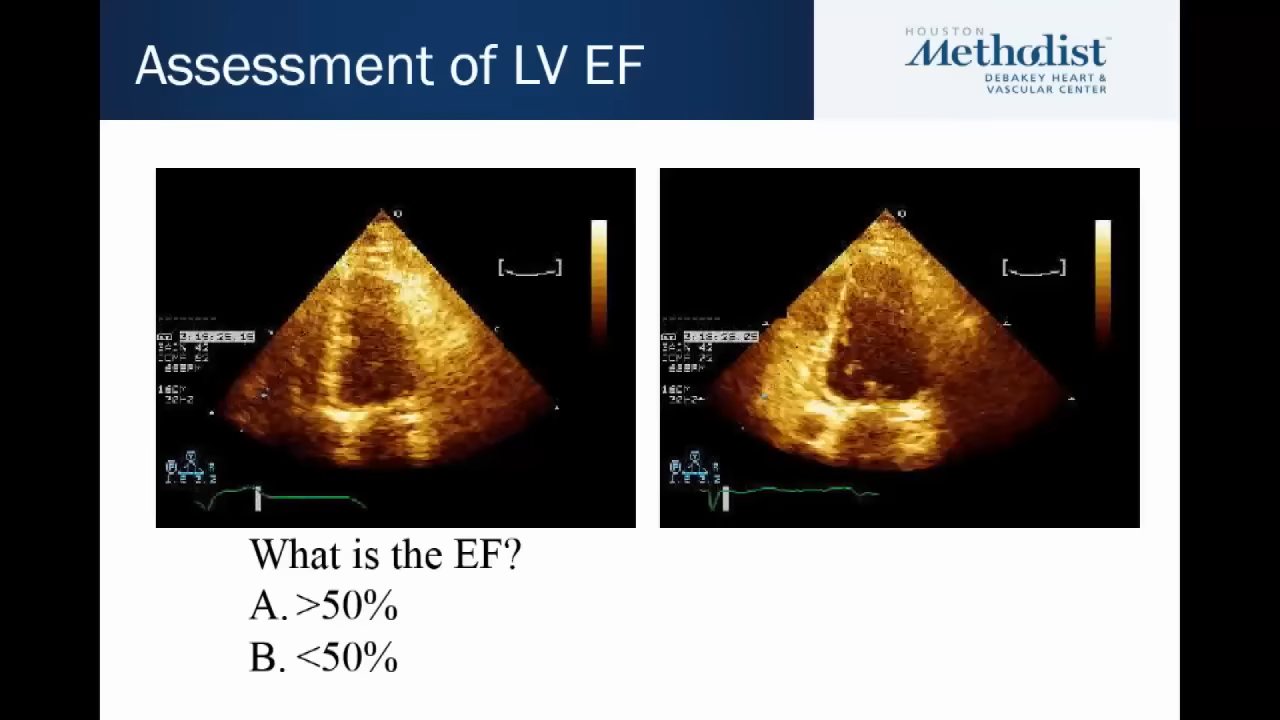 Assessment of LV EF
HOUSTON
Methodist
DEBAKEY HEART &
VASCULAR CENTER
What is the EF?
A. >50%
B. <50%